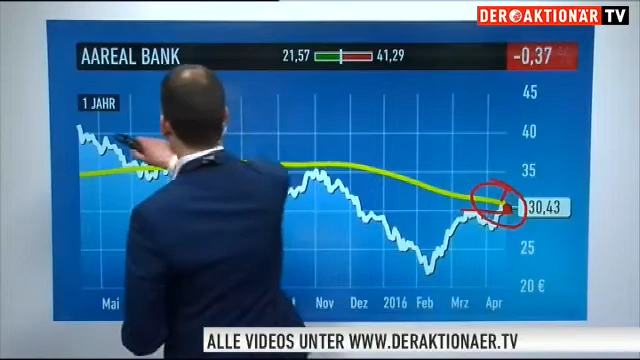 DER AKTIONÄR TV
AAREAL BANK
21,57
41,29
-0,37
1 JAHR
45
40
35
30,43
25
20 €
Mai
Nov
Dez
2016
Feb
Mrz
Apr
ALLE VIDEOS UNTER WWW.DERAKTIONAER.TV